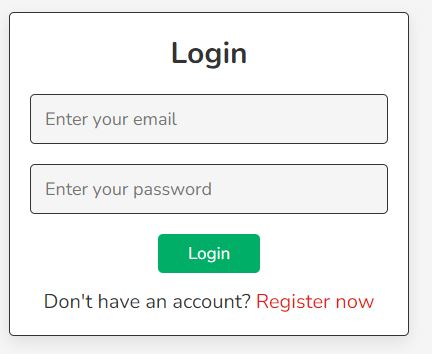 Login
Enter your email
Enter your password
Login
Don't have an account? Register now